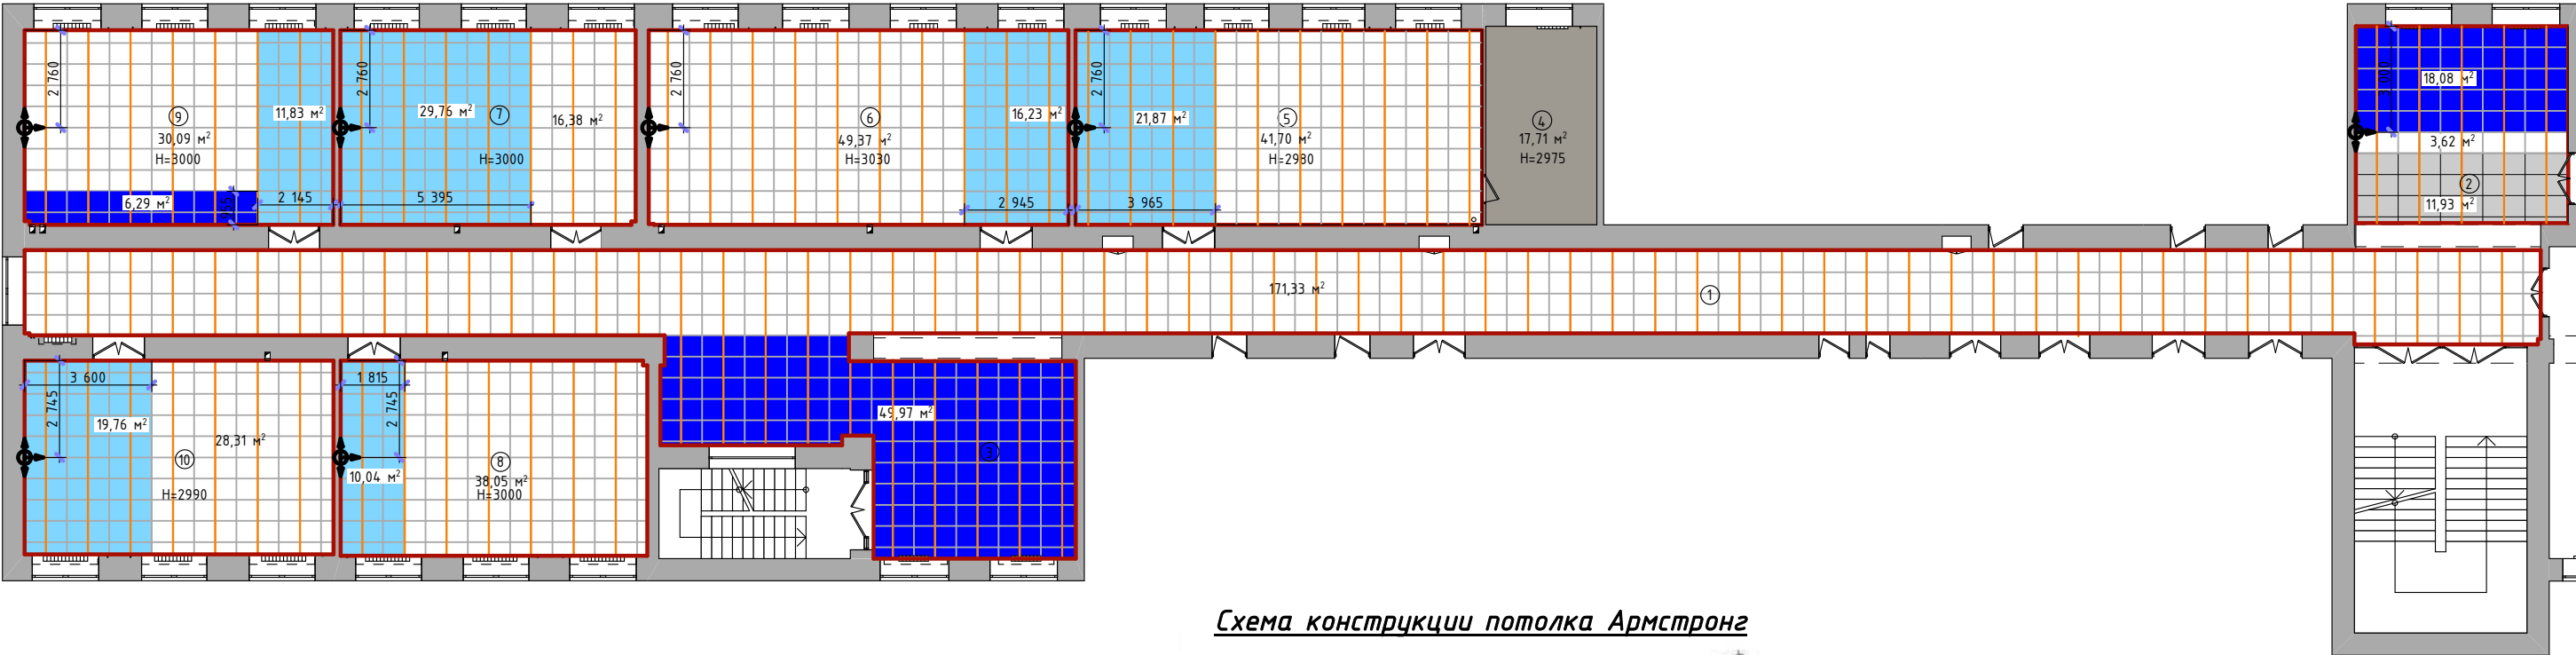 2 760
9
30,09 м²
H=3000
11,83 м²
6,29 м²
955
2 145
2 760
29,76 м²
7
16,38 м²
H=3000
5 395
2 760
6
49,37 м²
H=3030
16,23 м²
2 945
2 760
21,87 м²
5
41,70 м²
H=2980
3 965
4
17,71 м²
H=2975
3 000
18,08 м²
3,62 м²
2
11,93 м²
171,33 м²
1
3 600
2 745
19,76 м²
28,31 м²
10
H=2990
1 815
2 745
10,04 м²
8
38,05 м²
H=3000
49,97 м²
3
Схема конструкции потолка Армстронг